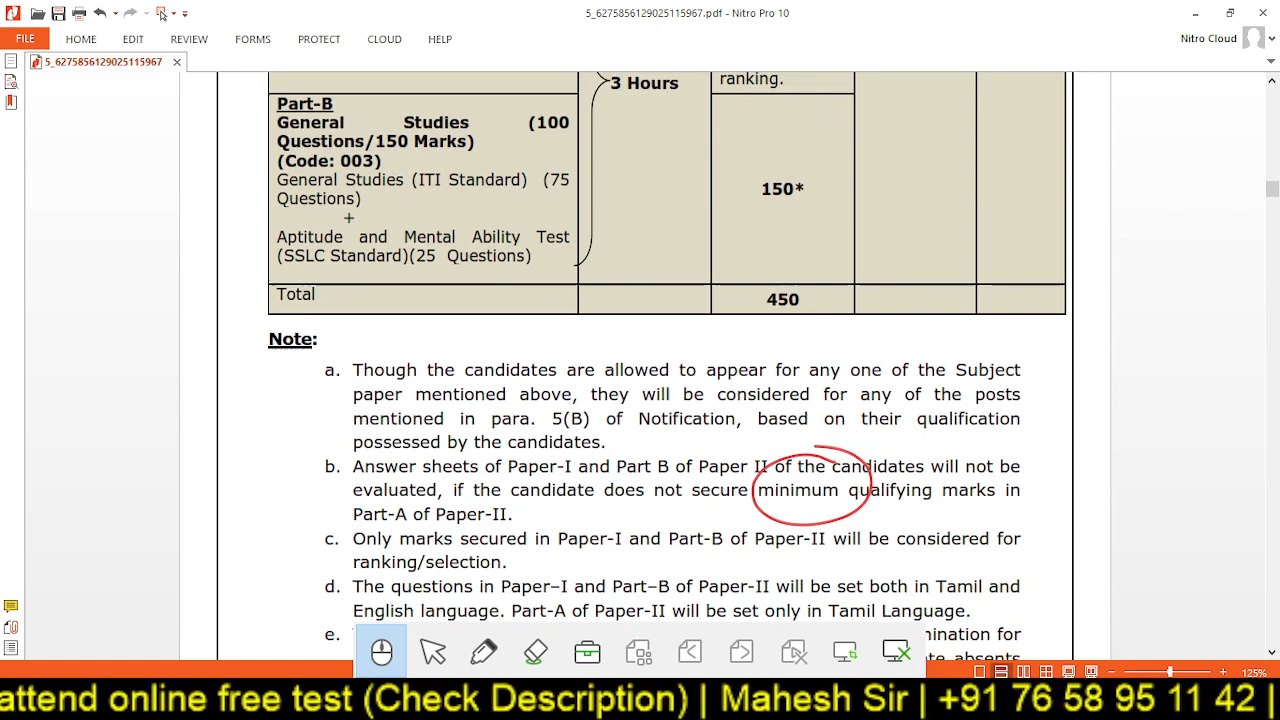 5_6275856129025115967.pdf - Nitro Pro 10
FILE HOME EDIT REVIEW FORMS PROTECT CLOUD HELP Nitro Cloud
5_6275856129025115967
3 Hours
ranking.
Part-B
General Studies (100
Questions/150 Marks)
(Code: 003)
General Studies (ITI Standard) (75
Questions)
+
Aptitude and Mental Ability Test
(SSLC Standard)(25 Questions)
150*
Total 450
Note:
a. Though the candidates are allowed to appear for any one of the Subject
paper mentioned above, they will be considered for any of the posts
mentioned in para. 5(B) of Notification, based on their qualification
possessed by the candidates.
b. Answer sheets of Paper-I and Part B of Paper II of the candidates will not be
evaluated, if the candidate does not secure minimum qualifying marks in
Part-A of Paper-II.
c. Only marks secured in Paper-I and Part-B of Paper-II will be considered for
ranking/selection.
d. The questions in Paper–I and Part–B of Paper-II will be set both in Tamil and
English language. Part-A of Paper-II will be set only in Tamil Language.
e. for
absents
125%
attend online free test (Check Description) | Mahesh Sir | +91 76 58 95 11 42 |